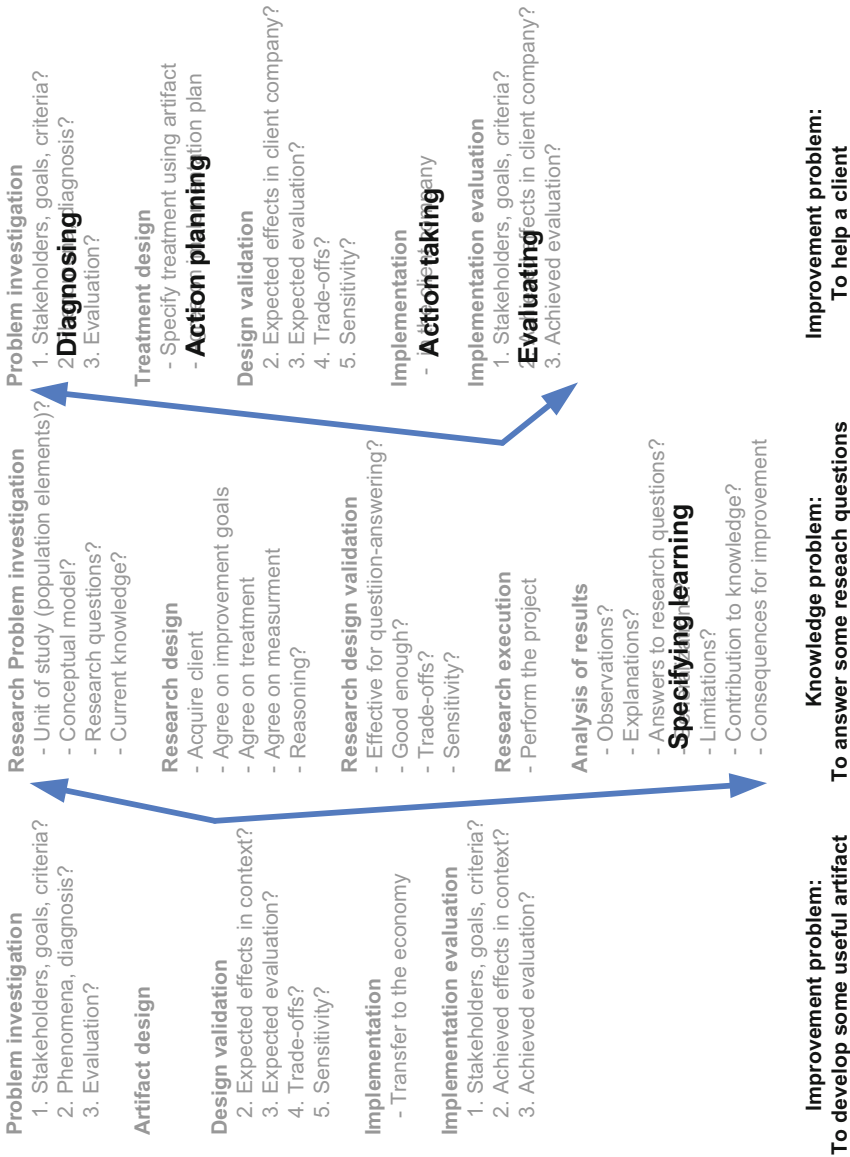 Problem investigation
1. Stakeholders, goals, criteria?
2. Phenomena, diagnosis?
3. Evaluation?
Artifact design
Design validation
2. Expected effects in context?
3. Expected evaluation?
4. Trade-offs?
5. Sensitivity?
Implementation
- Transfer to the economy
Implementation evaluation
1. Stakeholders, goals, criteria?
2. Achieved effects in context?
3. Achieved evaluation?
Improvement problem:
To develop some useful artifact
Research Problem investigation
- Unit of study (population elements)?
- Conceptual model?
- Research questions?
- Current knowledge?
Research design
- Acquire client
- Agree on improvement goals
- Agree on treatment
- Agree on measurment
- Reasoning?
Research design validation
- Effective for questiion-answering?
- Good enough?
- Trade-offs?
- Sensitivity?
Research execution
- Perform the project
Analysis of results
- Observations?
- Explanations?
- Answers to research questions?
Specifying learning
- Limitations?
- Contribution to knowledge?
- Consequences for improvement
Knowledge problem:
To answer some reseach questions
Problem investigation
1. Stakeholders, goals, criteria?
Diagnosing
2 diagnosis?
3. Evaluation?
Treatment design
- Specify treatment using artifact
- plan
Action planning
Design validation
2. Expected effects in client company?
3. Expected evaluation?
4. Trade-offs?
5. Sensitivity?
Implementation
-
Action taking
Implementation evaluation
1. Stakeholders, goals, criteria?
2 effects in client company?
Evaluating
3. Achieved evaluation?
Improvement problem:
To help a client